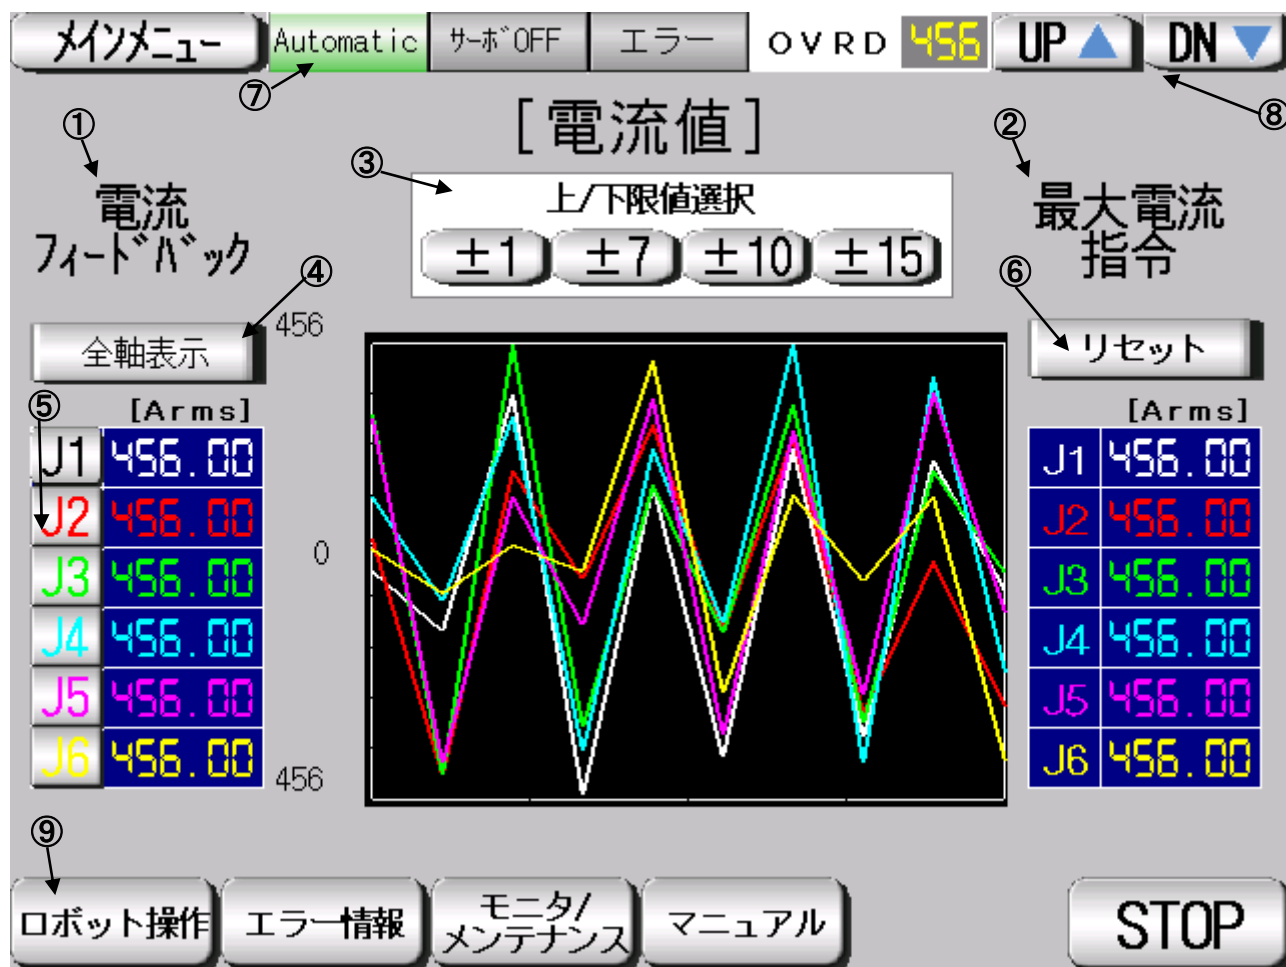 メインメニュー Automatic サーボOFF エラー OVRD 456 UP DN
⑦ ⑧
[電流値]
① ②
③
電流
フィードバック
上/下限値選択
±1 ±7 ±10 ±15
最大電流
指令
④ ⑥
全軸表示 456 リセット
⑤ [Arms] [Arms]
J1 456.00 J1 456.00
J2 456.00 J2 456.00
0
J3 456.00 J3 456.00
J4 456.00 J4 456.00
J5 456.00 J5 456.00
J6 456.00 J6 456.00
456
⑨
ロボット操作 エラー情報 モニタ/
メンテナンス マニュアル STOP